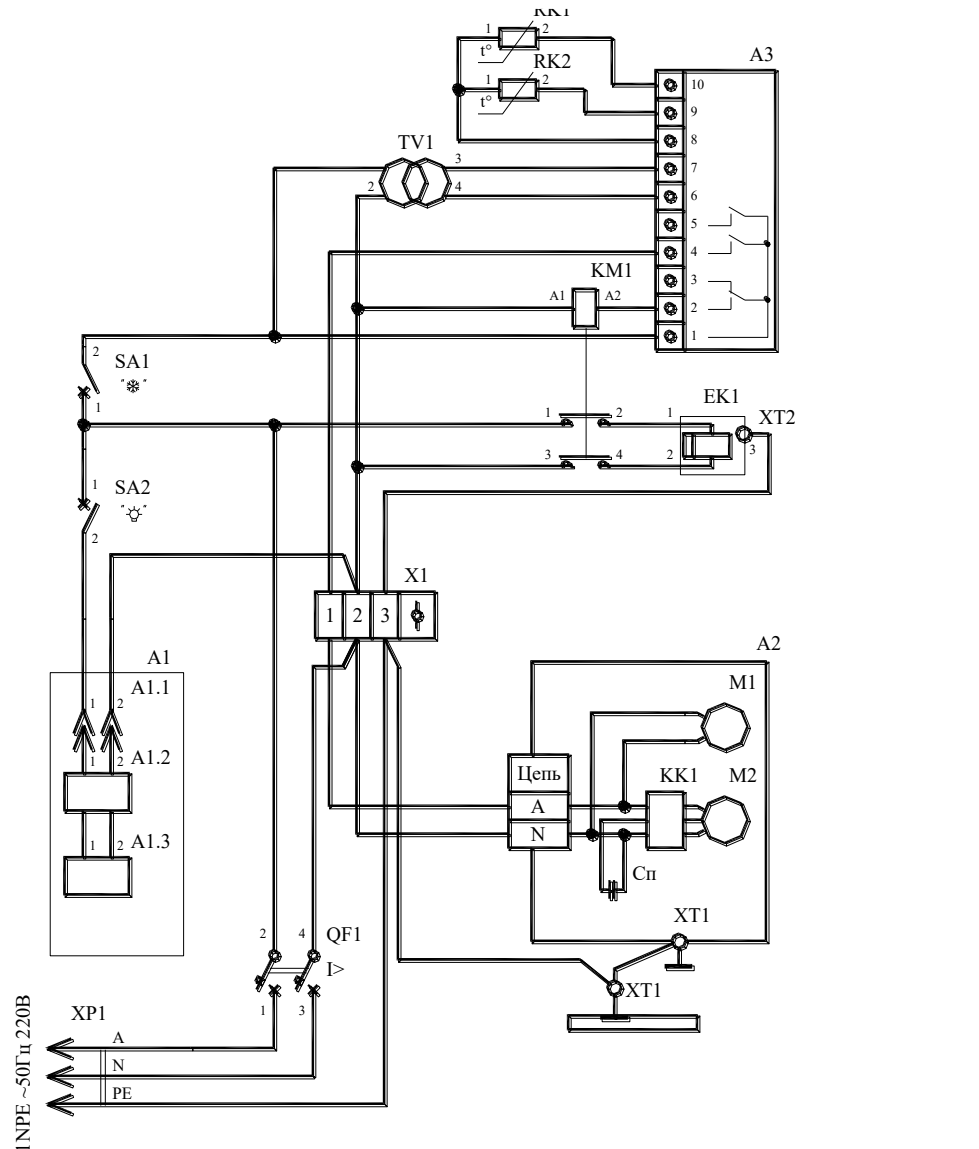 RK1
1 2
t°
RK2
1 2
t°
A3
10
9
8
7
6
5
4
3
2
1
TV1
2 3
4
KM1
A1 A2
2
SA1
"❄"
1
1
SA2
"☼"
2
1 2
3 4
EK1
1
2
XT2
3
X1
1 2 3
A1
A1.1
1 2
A1.2
1 2
A1.3
1 2
A2
M1
Цепь
A
N
KK1
M2
Сп
XT1
XT1
2 4
QF1
I>
1 3
XP1
A
N
PE
1NPE ~50Гц 220В